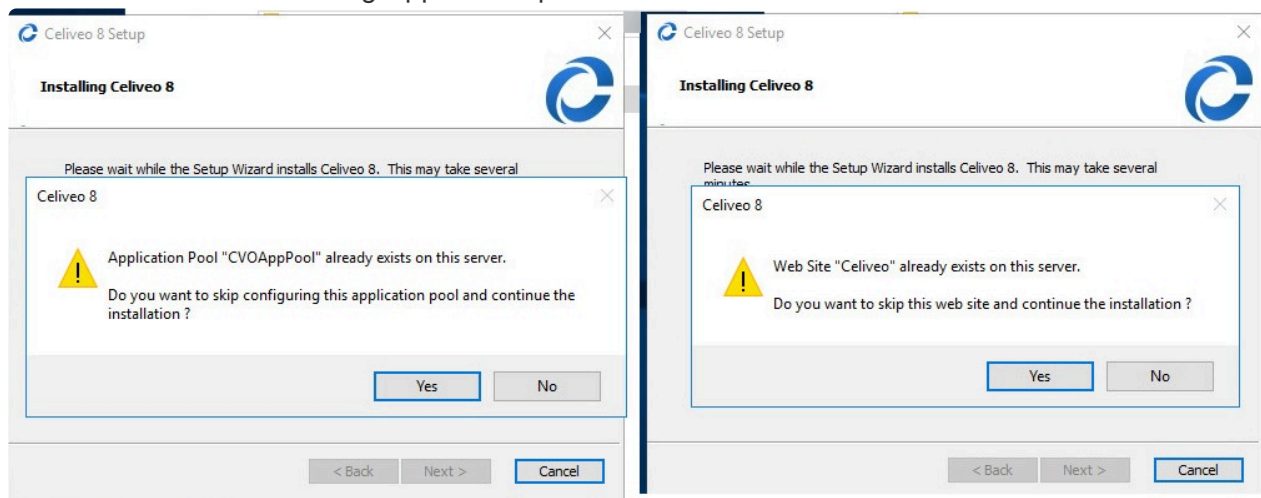 Celiveo 8 Setup
Installing Celiveo 8
Please wait while the Setup Wizard installs Celiveo 8. This may take several
Celiveo 8
Application Pool "CVOAppPool" already exists on this server.
Do you want to skip configuring this application pool and continue the
installation ?
Yes No
< Back Next > Cancel
Celiveo 8 Setup
Installing Celiveo 8
Please wait while the Setup Wizard installs Celiveo 8. This may take several
minutes.
Celiveo 8
Web Site "Celiveo" already exists on this server.
Do you want to skip this web site and continue the installation ?
Yes No
< Back Next > Cancel